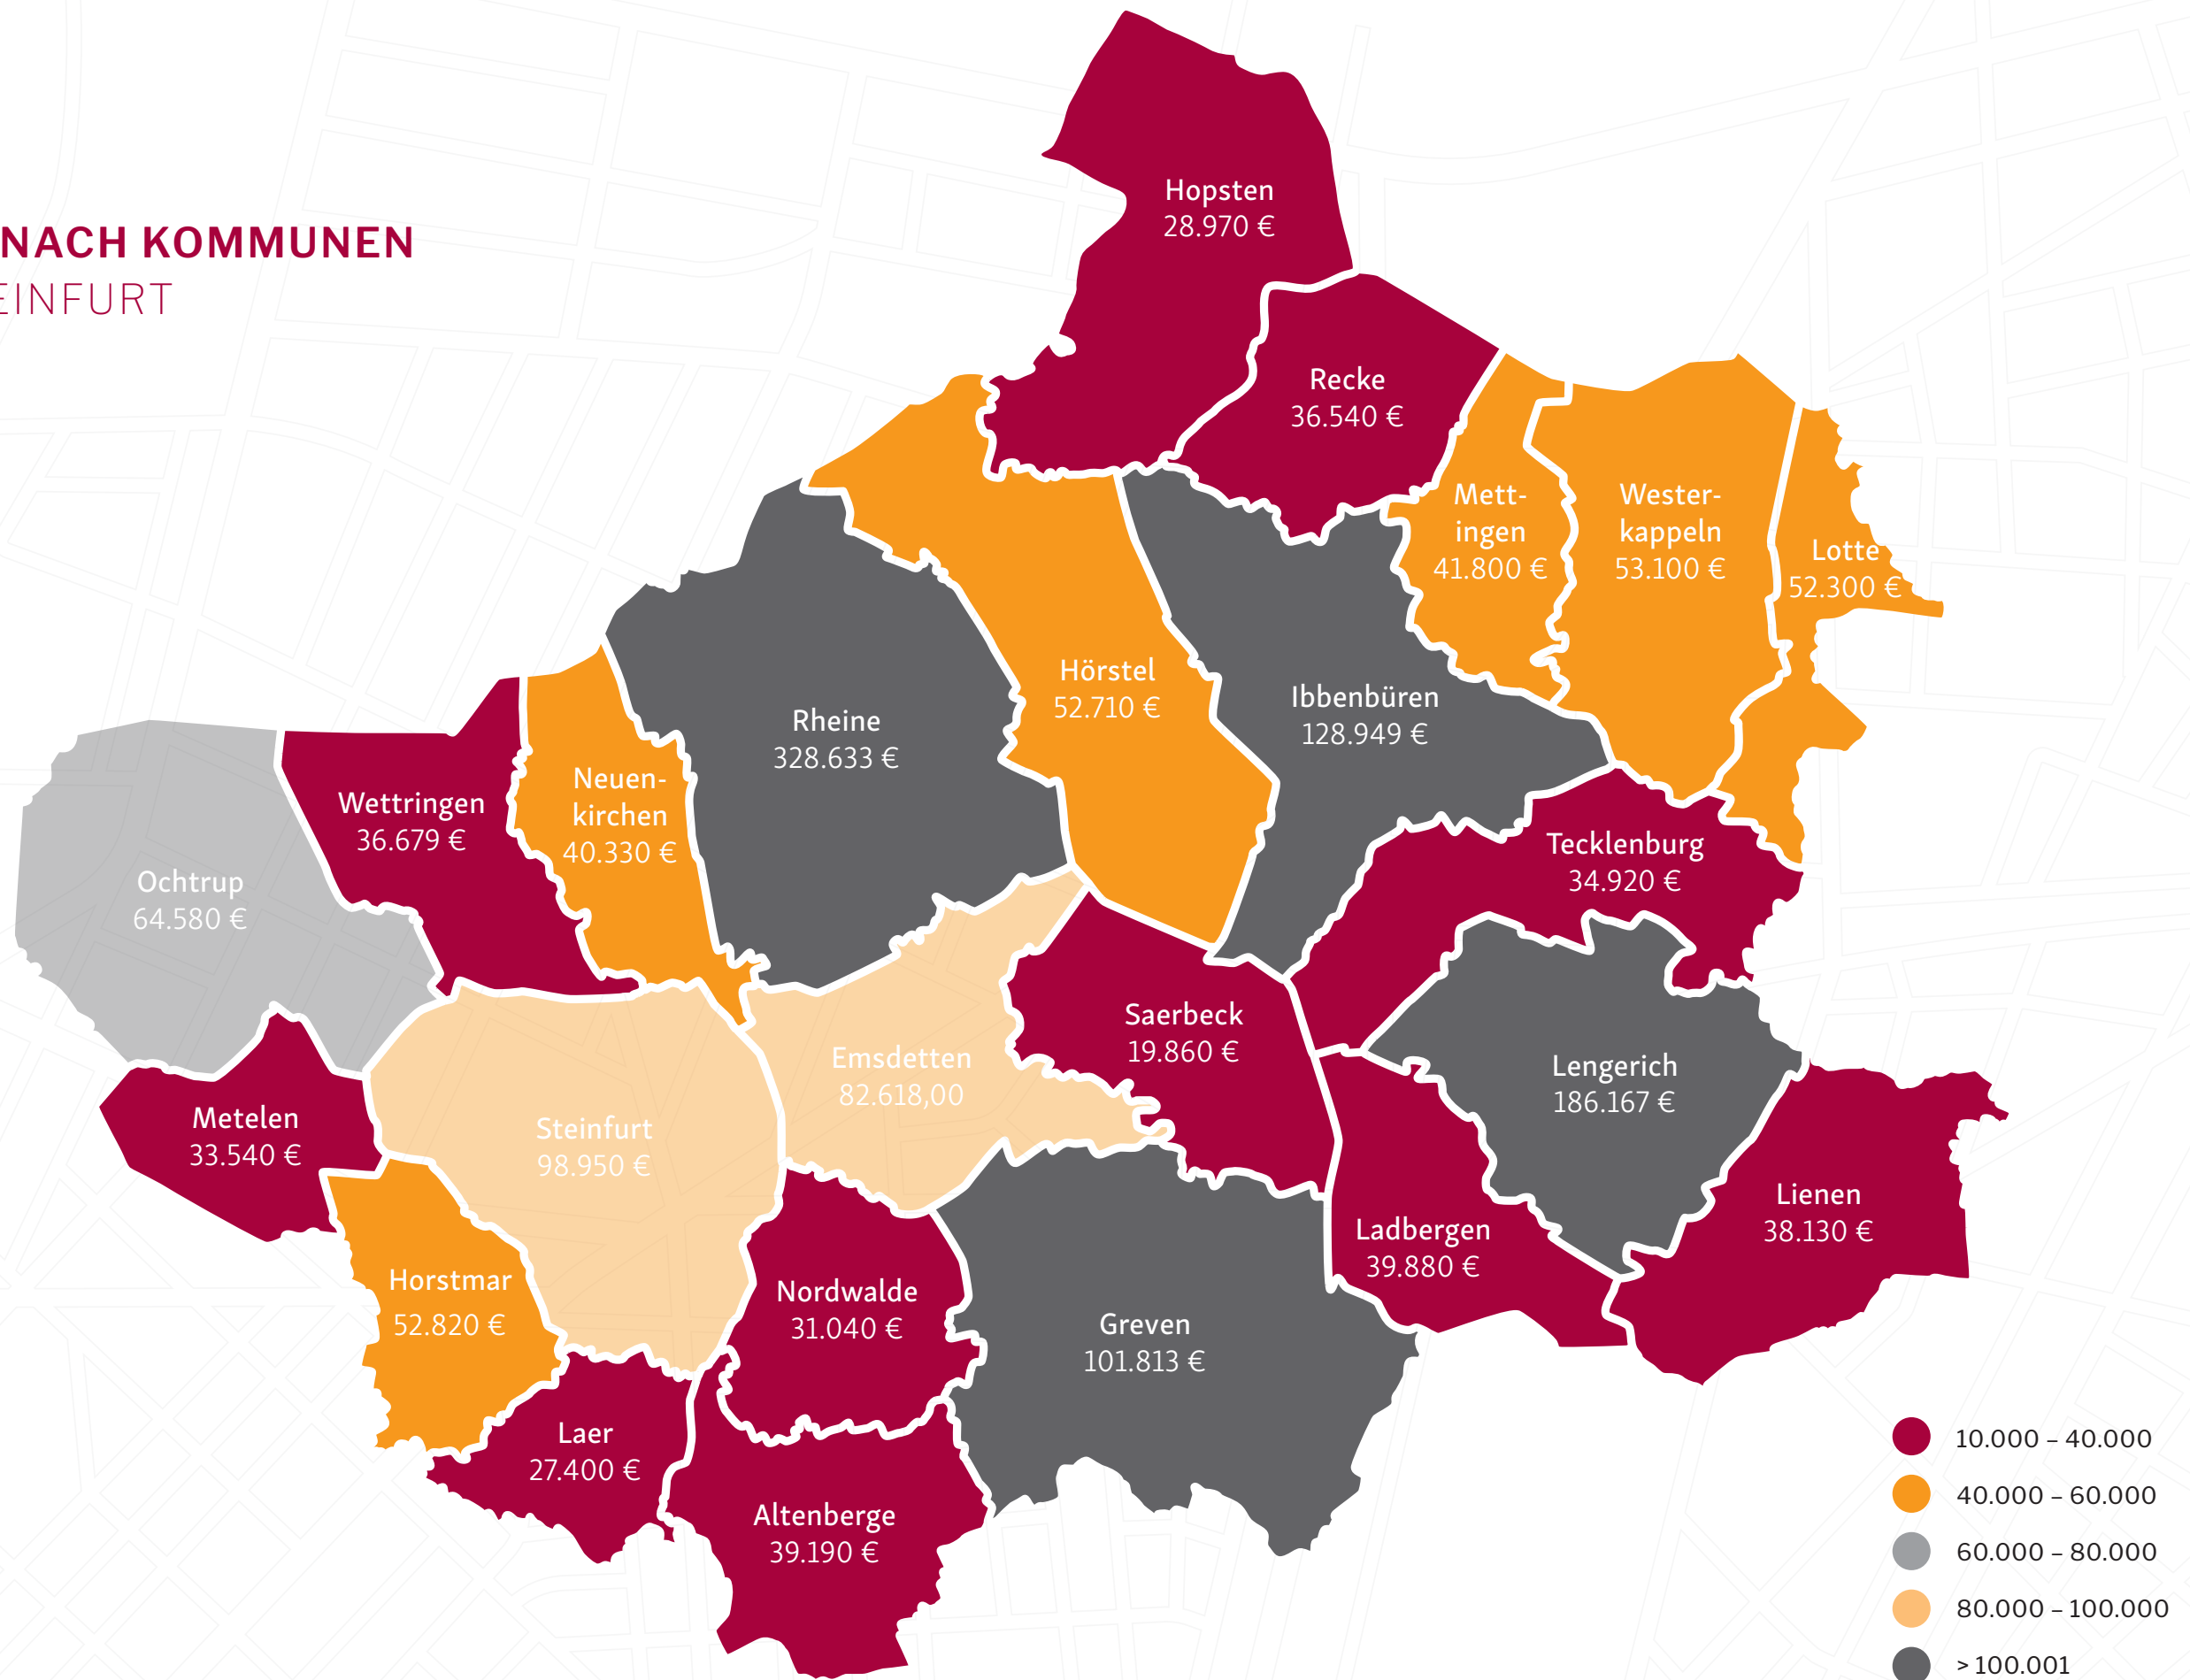 NACH KOMMUNEN
EINFURT
Hopsten
28.970 €
Recke
36.540 €
Mett-
ingen
41.800 €
Wester-
kappeln
53.100 €
Lotte
52.300 €
Hörstel
52.710 €
Ibbenbüren
128.949 €
Rheine
328.633 €
Neuen-
kirchen
40.330 €
Wettringen
36.679 €
Ochtrup
64.580 €
Tecklenburg
34.920 €
Saerbeck
19.860 €
Emsdetten
82.618,00
Lengerich
186.167 €
Metelen
33.540 €
Steinfurt
98.950 €
Lienen
38.130 €
Ladbergen
39.880 €
Horstmar
52.820 €
Nordwalde
31.040 €
Greven
101.813 €
Laer
27.400 €
Altenberge
39.190 €
10.000 – 40.000
40.000 – 60.000
60.000 – 80.000
80.000 – 100.000
> 100.001